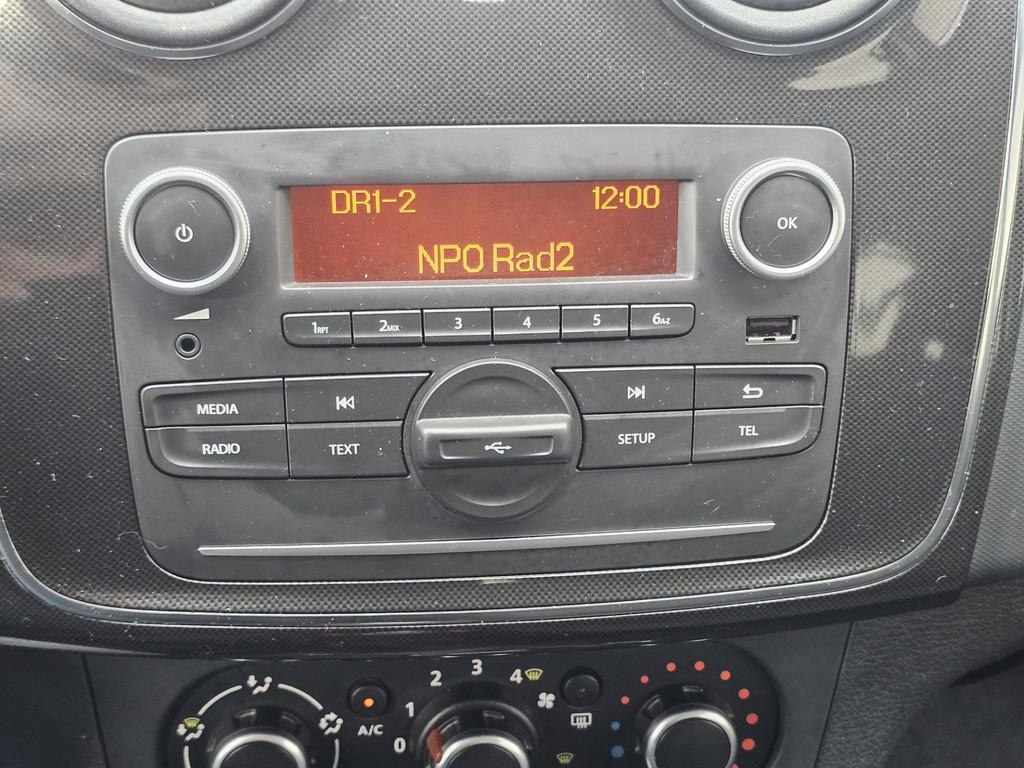 DR1-2 12:00
NPO Rad2
OK
1RPT 2MIX 3 4 5 6A-Z
MEDIA
RADIO TEXT SETUP TEL
0 1 2 3 4
A/C